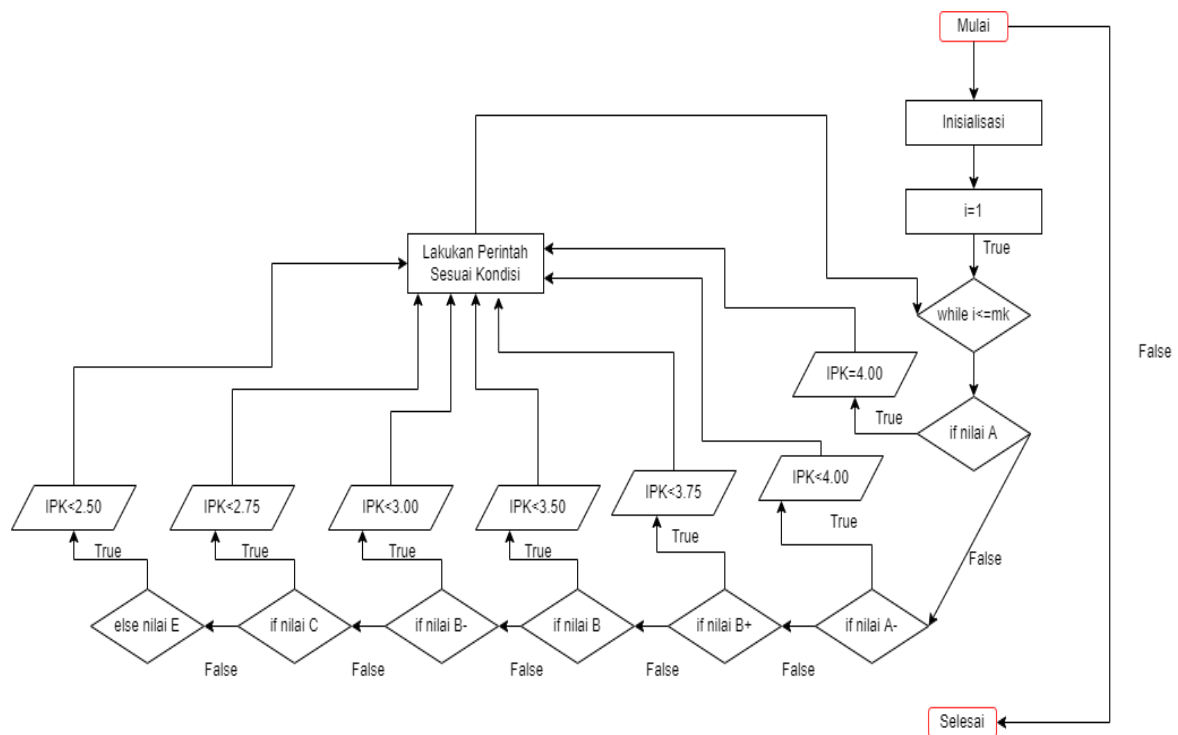 Mulai
Inisialisasi
i=1
True
Lakukan Perintah
Sesuai Kondisi
while i<=mk
False
IPK=4.00
True
if nilai A
IPK<2.50
IPK<2.75
IPK<3.00
IPK<3.50
IPK<3.75
IPK<4.00
True
True
True
True
True
True
False
else nilai E
if nilai C
if nilai B-
if nilai B
if nilai B+
if nilai A-
False
False
False
False
False
Selesai